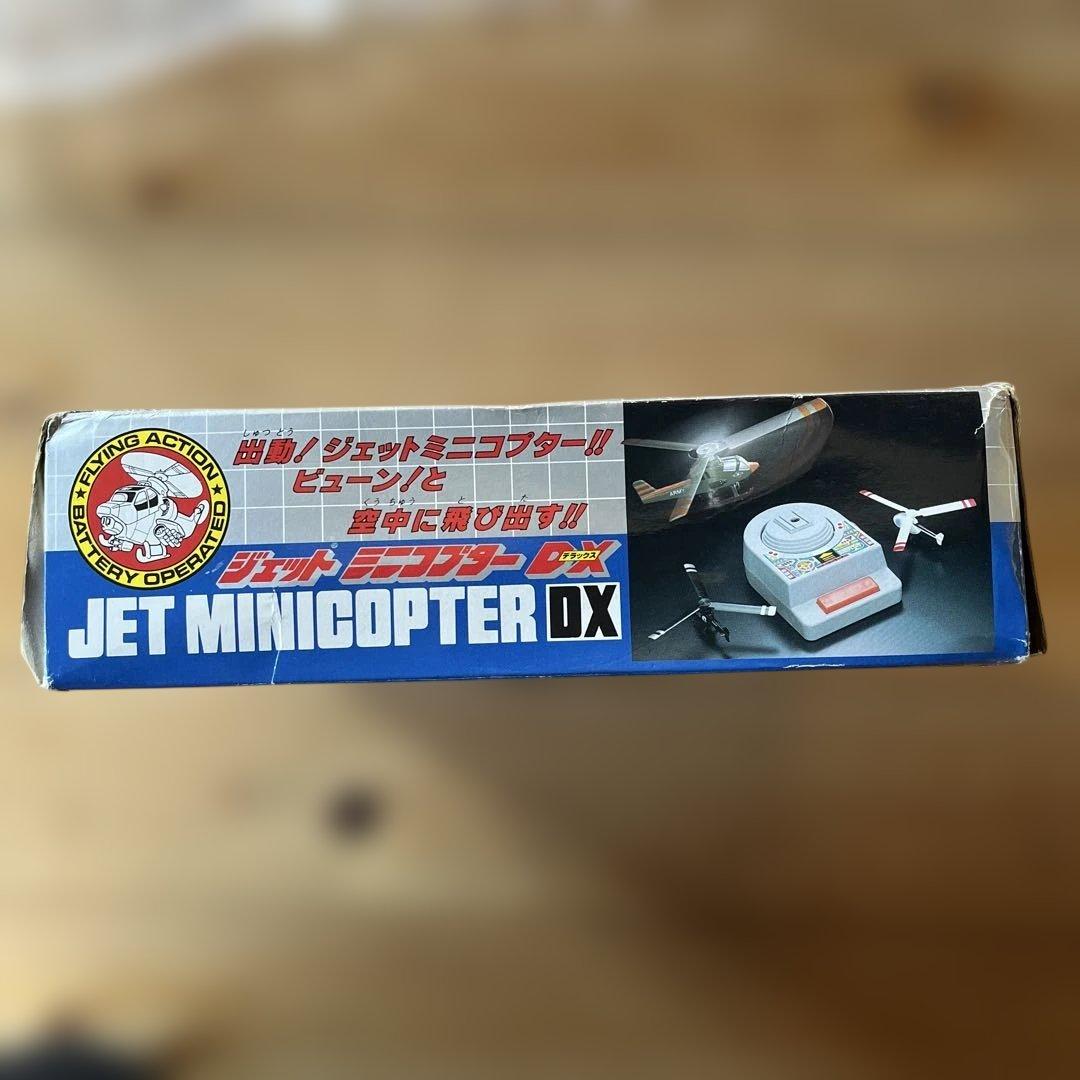 ★ FLYING ACTION ★ BATTERY OPERATED
しゅつどう
出動!ジェットミニコプター!!
ビューン!と
くうちゅう と だ
空中に飛び出す!!
ジェット ミニコプター DX
デラックス
JET MINICOPTER DX
ARMY